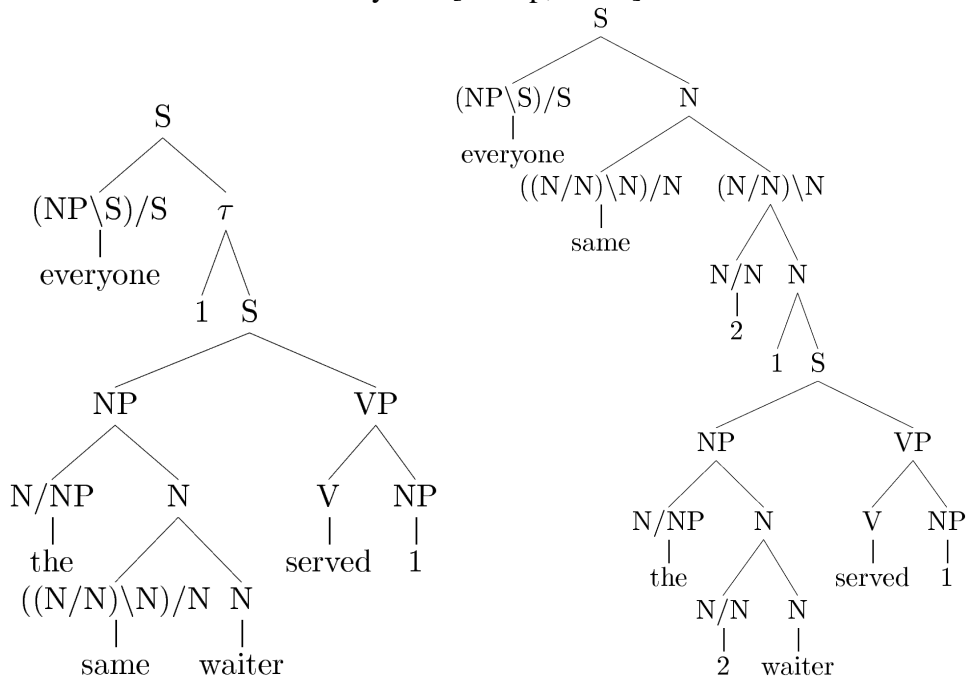 S
(NP\S)/S τ
everyone
1 S
NP VP
N/NP N V NP
the served 1
((N/N)\N)/N N
same waiter
S
(NP\S)/S N
everyone
((N/N)\N)/N (N/N)\N
same
N/N N
2
1 S
NP VP
N/NP N V NP
the served 1
N/N N
2 waiter